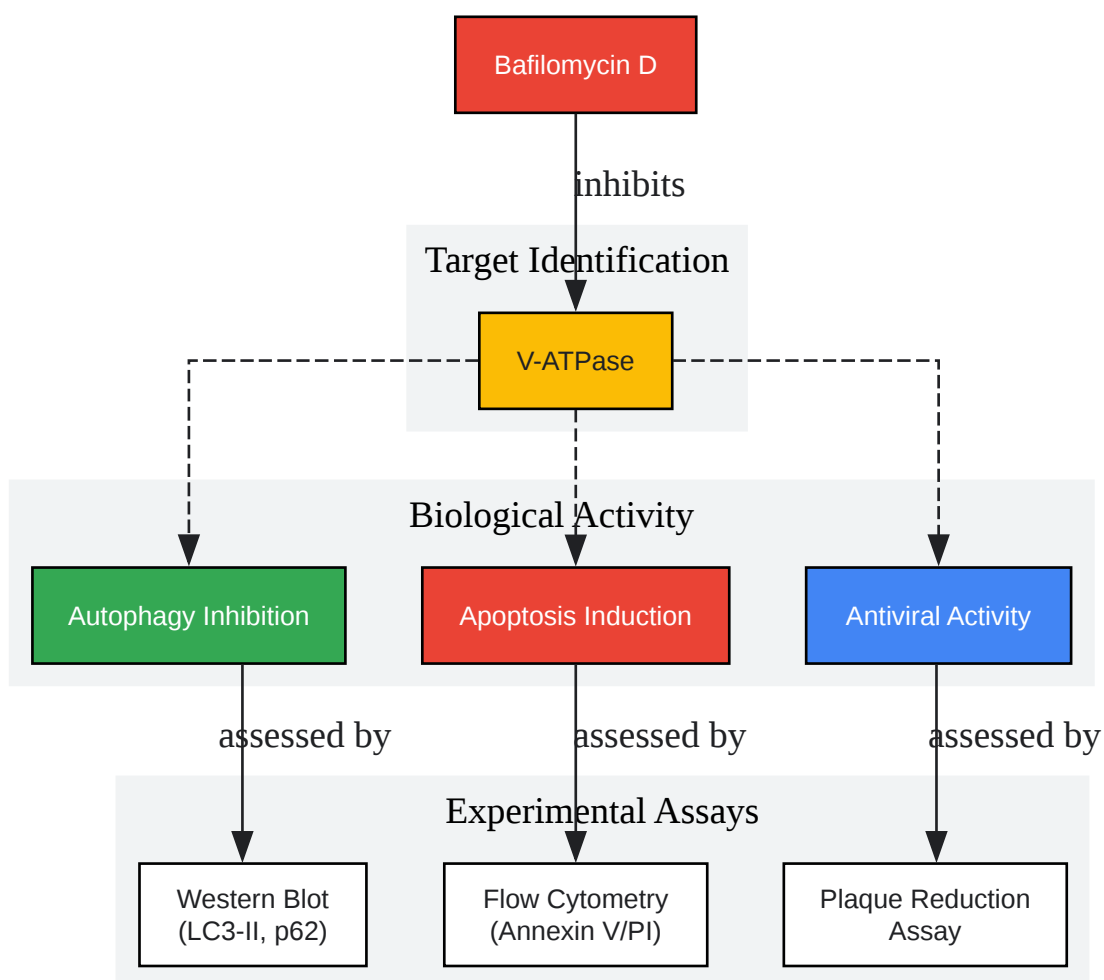 Bafilomycin D
inhibits
Target Identification
V-ATPase
Biological Activity
Autophagy Inhibition
Apoptosis Induction
Antiviral Activity
assessed by
assessed by
assessed by
Experimental Assays
Western Blot
(LC3-II, p62)
Flow Cytometry
(Annexin V/PI)
Plaque Reduction
Assay